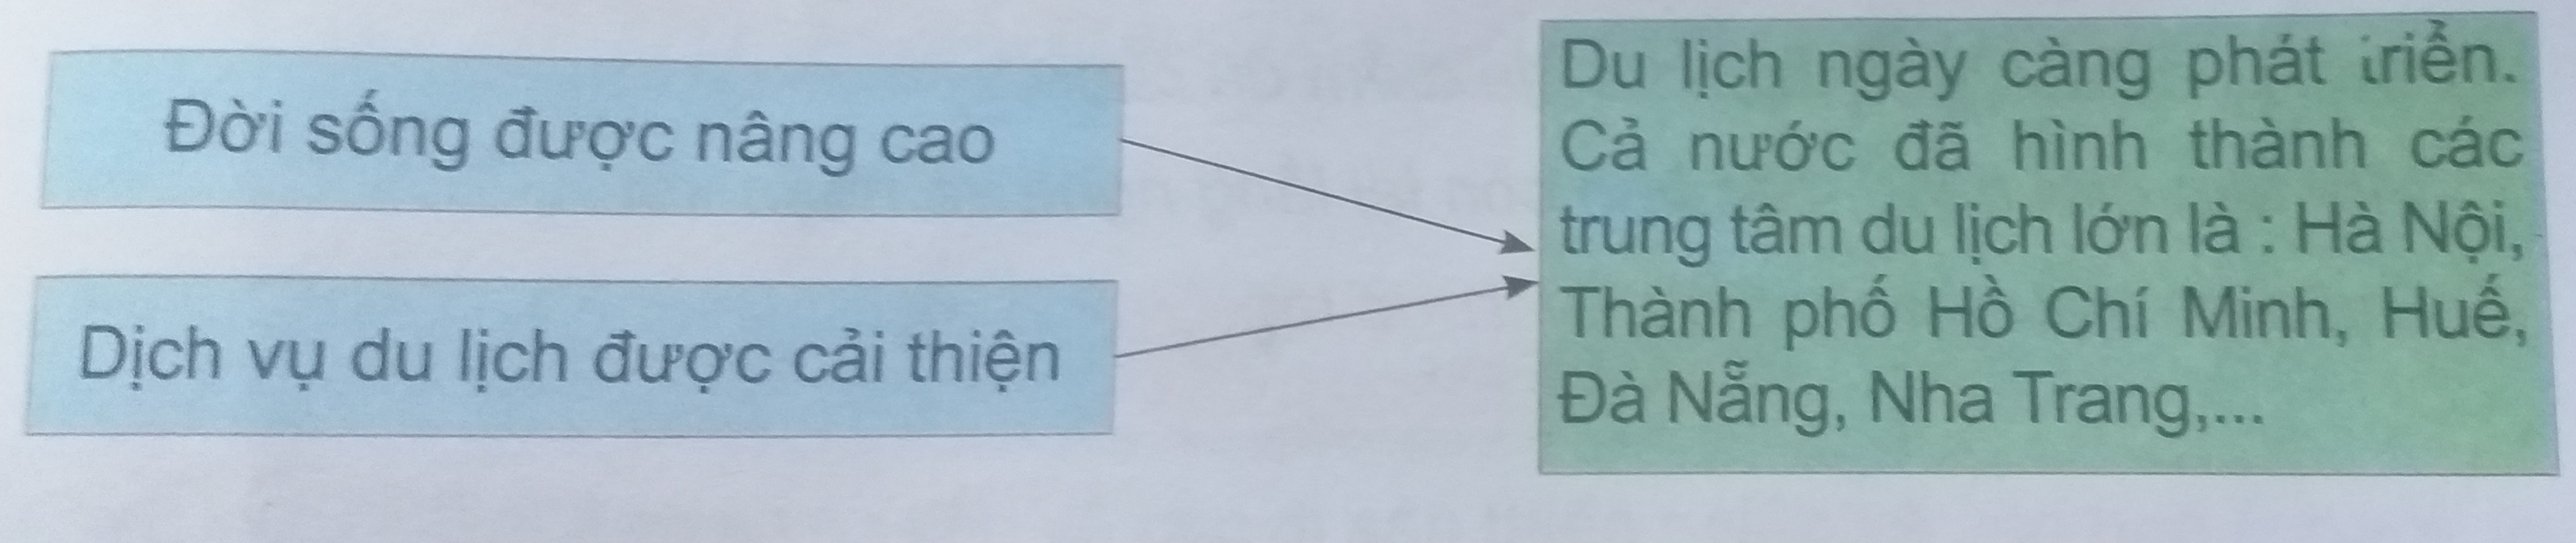 Đời sống được nâng cao
Dịch vụ du lịch được cải thiện
Du lịch ngày càng phát triển.
Cả nước đã hình thành các
trung tâm du lịch lớn là : Hà Nội,
Thành phố Hồ Chí Minh, Huế,
Đà Nẵng, Nha Trang,...